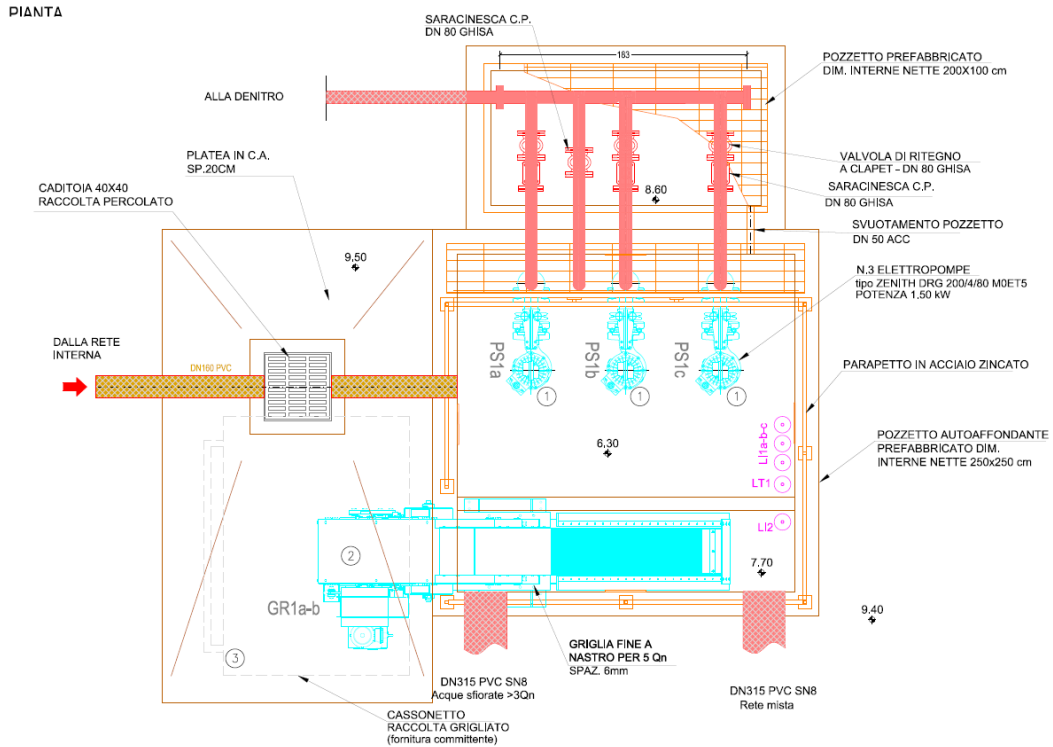 PIANTA
SARACINESCA C.P.
DN 80 GHISA
163
POZZETTO PREFABBRICATO
DIM. INTERNE NETTE 200X100 cm
ALLA DENITRO
PLATEA IN C.A.
SP.20CM
VALVOLA DI RITEGNO
A CLAPET - DN 80 GHISA
CADITOIA 40X40
RACCOLTA PERCOLATO
SARACINESCA C.P.
DN 80 GHISA
8.60
SVUOTAMENTO POZZETTO
DN 50 ACC
9,50
N.3 ELETTROPOMPE
tipo ZENITH DRG 200/4/80 M0ET5
POTENZA 1,50 kW
DALLA RETE
INTERNA
DN160 PVC
PS1a
PS1b
PS1c
PARAPETTO IN ACCIAIO ZINCATO
1
1
1
POZZETTO AUTOAFFONDANTE
PREFABBRICATO DIM.
INTERNE NETTE 250x250 cm
6,30
LI1a-b-c
LT1
LI2
2
7,70
GR1a-b
9,40
3
GRIGLIA FINE A
NASTRO PER 5 Qn
SPAZ. 6mm
DN315 PVC SN8
Acque sfiorate >3Qn
DN315 PVC SN8
Rete mista
CASSONETTO
RACCOLTA GRIGLIATO
(fornitura committente)